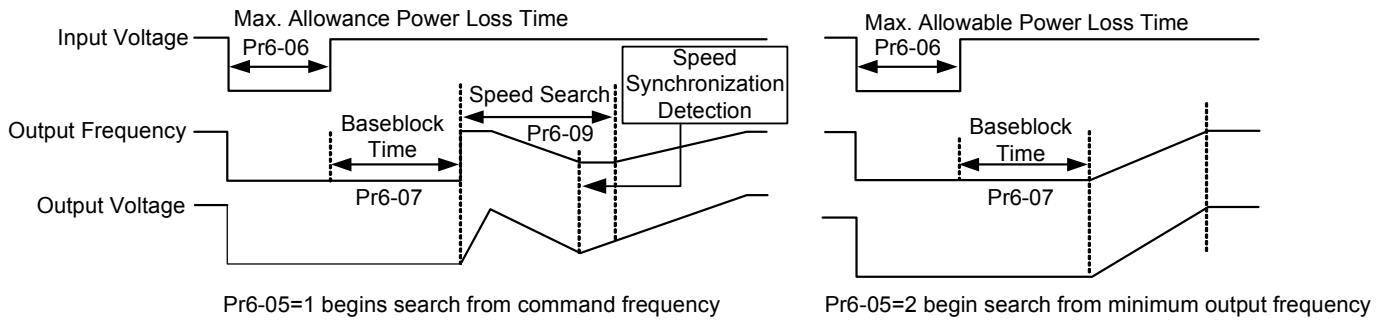 Max. Allowance Power Loss Time
Input Voltage
Pr6-06
Speed
Synchronization
Detection
Speed Search
Pr6-09
Output Frequency
Baseblock
Time
Pr6-07
Output Voltage
Pr6-05=1 begins search from command frequency
Max. Allowable Power Loss Time
Pr6-06
Baseblock
Time
Pr6-07
Pr6-05=2 begin search from minimum output frequency